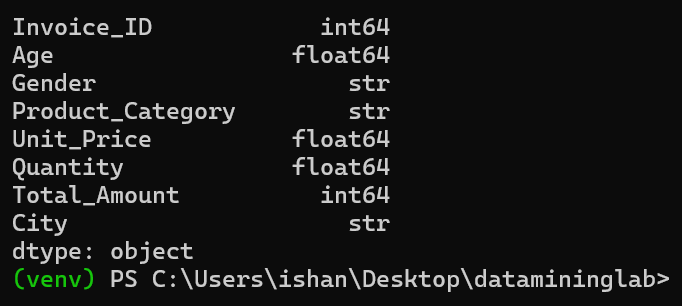 Invoice_ID int64
Age float64
Gender str
Product_Category str
Unit_Price float64
Quantity float64
Total_Amount int64
City str
dtype: object
(venv) PS C:\Users\ishan\Desktop\datamininglab>